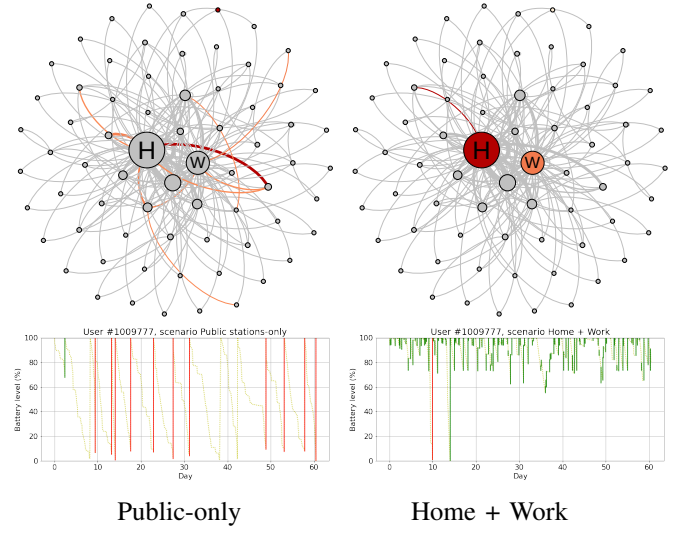 H W
H W
User #1009777, scenario Public stations-only
100
80
60
40
20
0
Battery level (%)
0 10 20 30 40 50 60
Day
User #1009777, scenario Home + Work
100
80
60
40
20
0
Battery level (%)
0 10 20 30 40 50 60
Day
Public-only
Home + Work